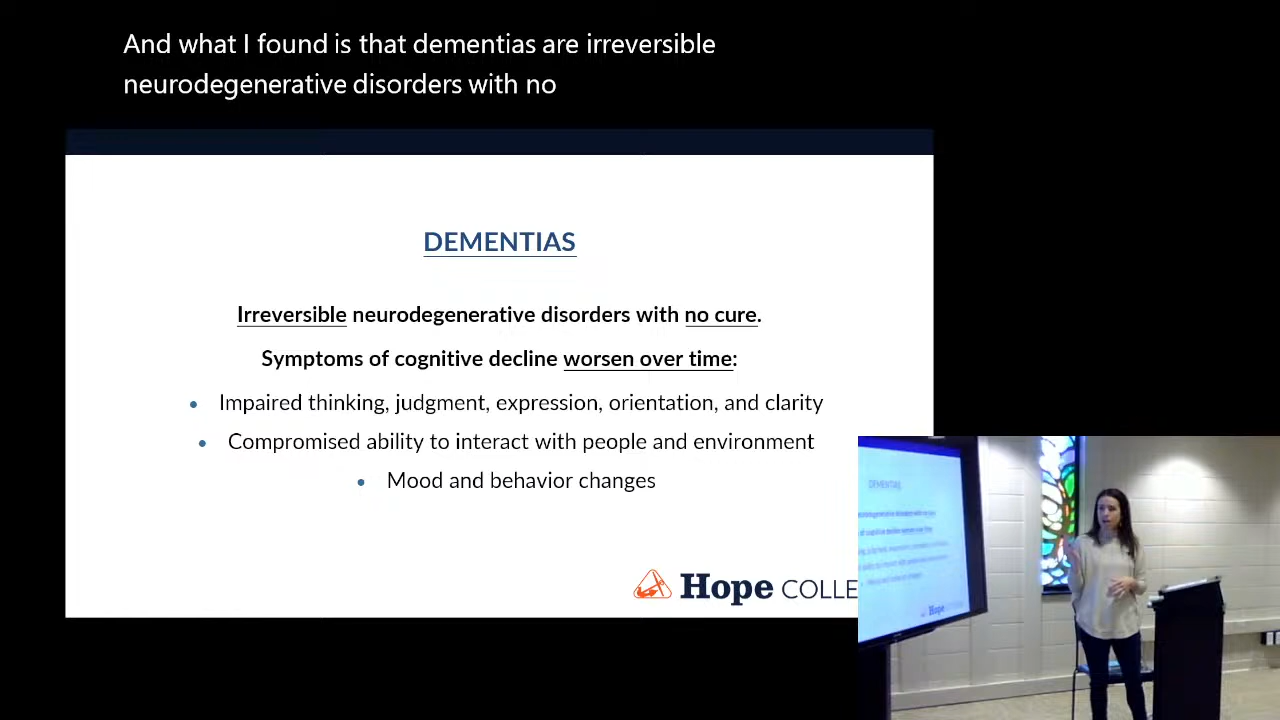 And what I found is that dementias are irreversible
neurodegenerative disorders with no
DEMENTIAS
Irreversible neurodegenerative disorders with no cure.
Symptoms of cognitive decline worsen over time:
• Impaired thinking, judgment, expression, orientation, and clarity
• Compromised ability to interact with people and environment
• Mood and behavior changes
Hope COLLE
DEMENTIAS
Hope